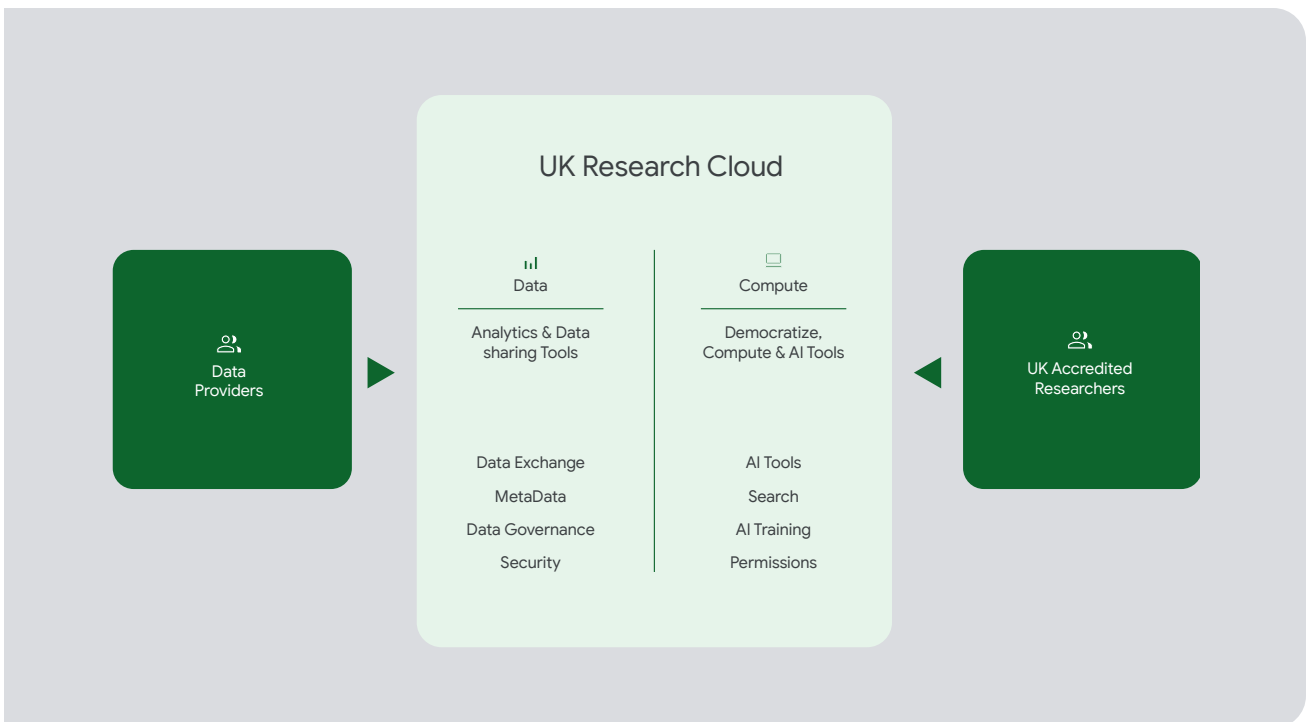 UK Research Cloud
Data
Providers
Data
Analytics & Data
sharing Tools
Data Exchange
MetaData
Data Governance
Security
Compute
Democratize,
Compute & AI Tools
AI Tools
Search
AI Training
Permissions
UK Accredited
Researchers